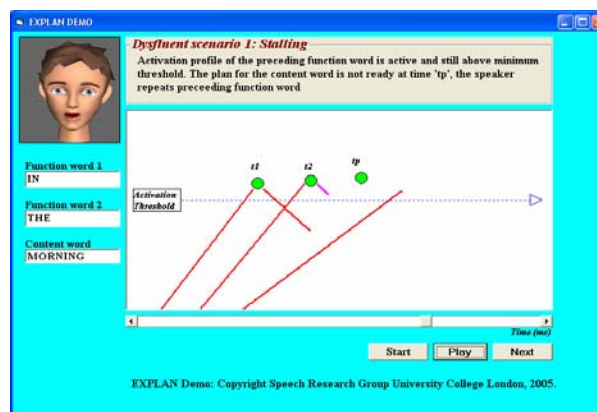 EXPLAN DEMO
Dysfluent scenario 1: Stalling
Activation profile of the preceding function word is active and still above minimum
threshold. The plan for the content word is not ready at time 'tp', the speaker
repeats preceeding function word
Function word 1
IN
Function word 2
THE
Content word
MORNING
t1
t2
tp
Activation
Threshold
Time (ms)
Start
Play
Next
EXPLAN Demo: Copyright Speech Research Group University College London, 2005.